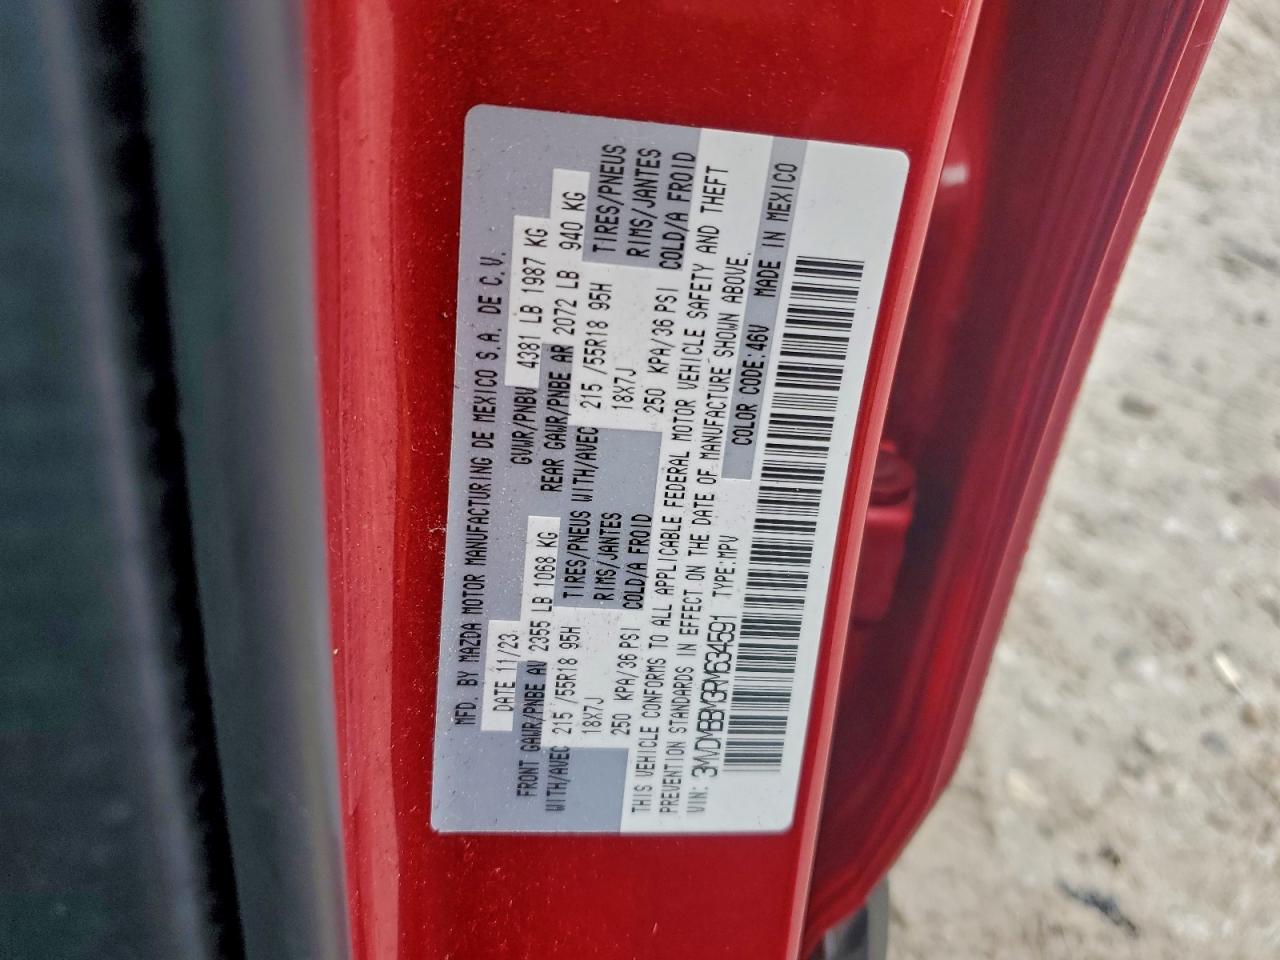 MFD. BY MAZDA MOTOR MANUFACTURING DE MEXICO S.A. DE C.V.
DATE 11/23 GVWR/PNBV 4381 LB 1987 KG
FRONT GAWR/PNBE AV 2355 LB 1068 KG REAR GAWR/PNBE AR 2072 LB 940 KG
WITH/AVEC 215 /55R18 95H TIRES/PNEUS WITH/AVEC 215 /55R18 95H TIRES/PNEUS
18X7J RIMS/JANTES 18X7J RIMS/JANTES
250 KPA/36 PSI COLD/A FROID 250 KPA/36 PSI COLD/A FROID
THIS VEHICLE CONFORMS TO ALL APPLICABLE FEDERAL MOTOR VEHICLE SAFETY AND THEFT
PREVENTION STANDARDS IN EFFECT ON THE DATE OF MANUFACTURE SHOWN ABOVE.
VIN: 3MVDMBBM3RM634591 TYPE:MPV COLOR CODE:46V MADE IN MEXICO